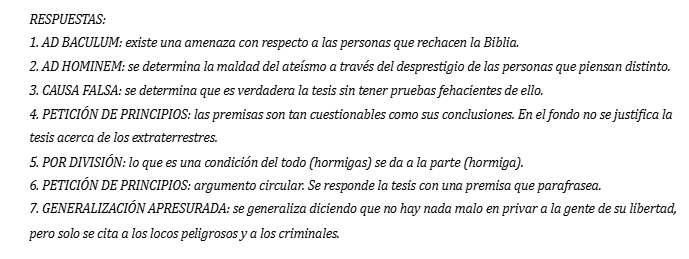 RESPUESTAS:
1. AD BACULUM: existe una amenaza con respecto a las personas que rechacen la Biblia.
2. AD HOMINEM: se determina la maldad del ateísmo a través del desprestigio de las personas que piensan distinto.
3. CAUSA FALSA: se determina que es verdadera la tesis sin tener pruebas fehacientes de ello.
4. PETICIÓN DE PRINCIPIOS: las premisas son tan cuestionables como sus conclusiones. En el fondo no se justifica la
tesis acerca de los extraterrestres.
5. POR DIVISIÓN: lo que es una condición del todo (hormigas) se da a la parte (hormiga).
6. PETICIÓN DE PRINCIPIOS: argumento circular. Se responde la tesis con una premisa que parafrasea.
7. GENERALIZACIÓN APRESURADA: se generaliza diciendo que no hay nada malo en privar a la gente de su libertad,
pero solo se cita a los locos peligrosos y a los criminales.